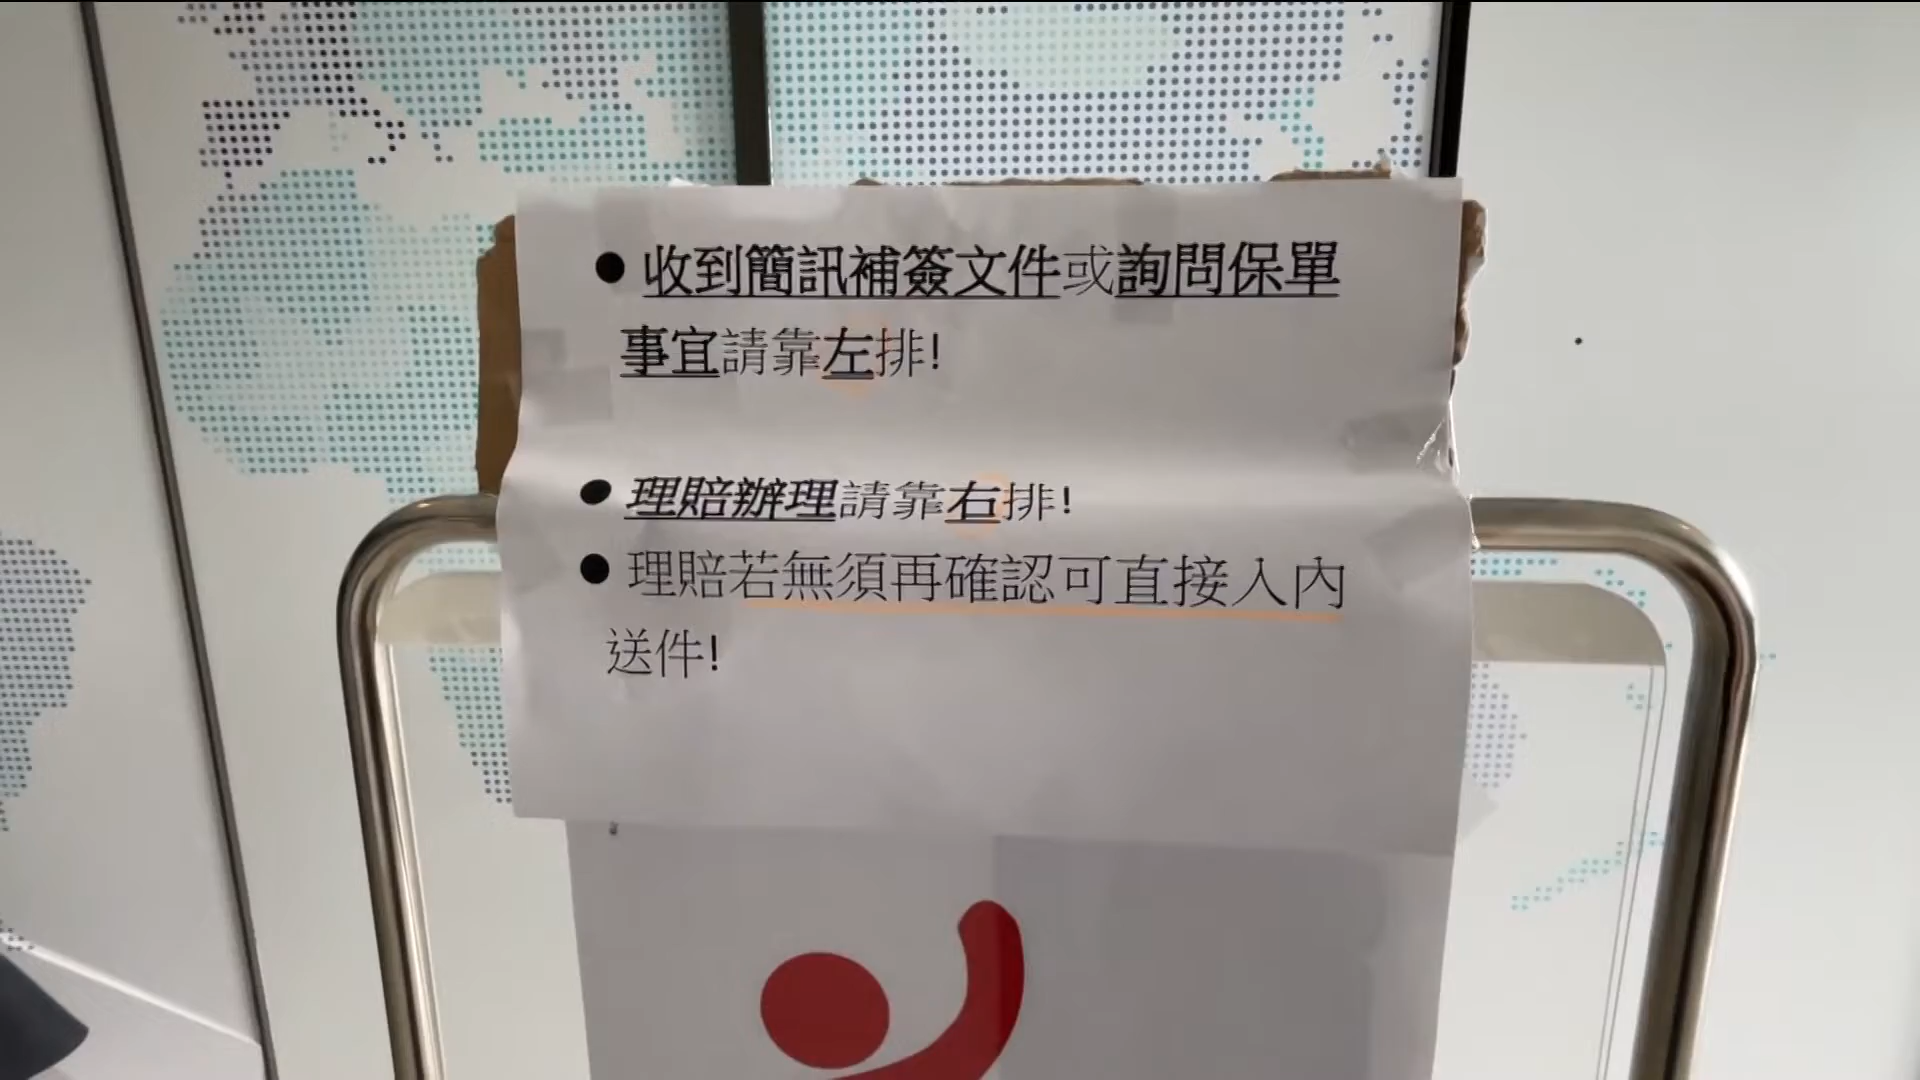 ●收到簡訊補簽文件或詢問保單
事宜請靠左排!
●理賠辦理請靠右排!
●理賠若無須再確認可直接入內
送件!